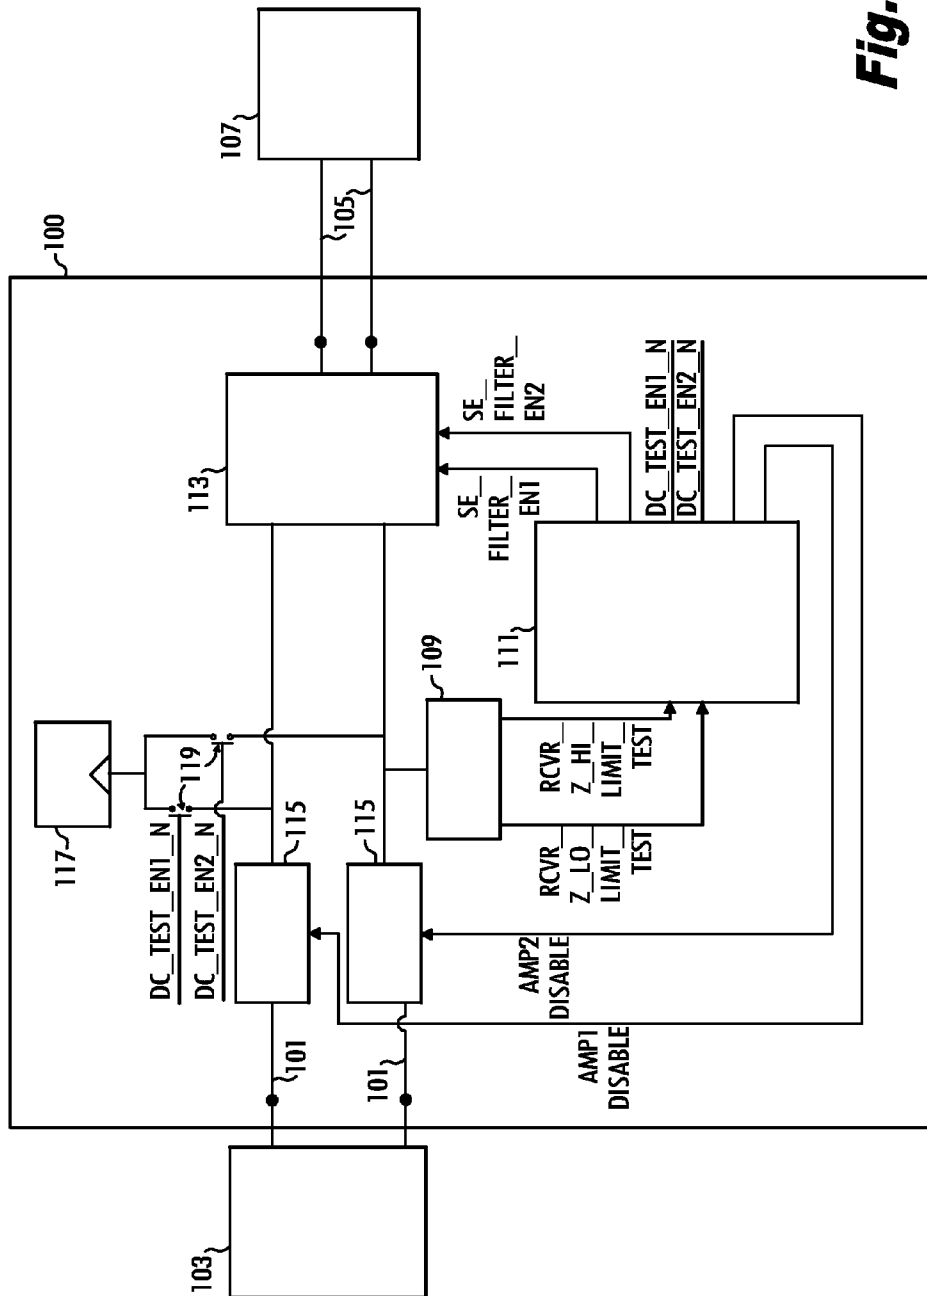 Fig.
107
105
100
113
SE_
FILTER_
EN2
SE_
FILTER_
EN1
DC_TEST_EN1_N
DC_TEST_EN2_N
111
109
117
119
DC_TEST_EN1_N
DC_TEST_EN2_N
115
115
RCVR_
Z_HI_
LIMIT_
TEST
RCVR_
Z_LO_
LIMIT_
TEST
AMP2
DISABLE
AMP1
DISABLE
101
101
103